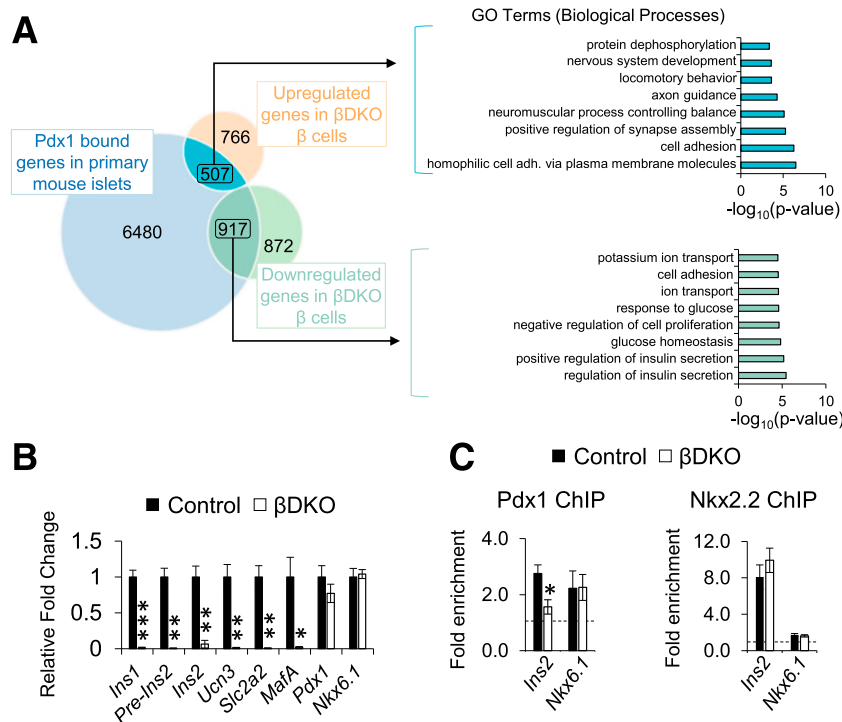 A
GO Terms (Biological Processes)
Upregulated
genes in βDKO
β cells
766
Pdx1 bound
genes in primary
mouse islets
507
6480
917
872
Downregulated
genes in βDKO
β cells
protein dephosphorylation
nervous system development
locomotory behavior
axon guidance
neuromuscular process controlling balance
positive regulation of synapse assembly
cell adhesion
homophilic cell adh. via plasma membrane molecules
0 5 10
-log10(p-value)
potassium ion transport
cell adhesion
ion transport
response to glucose
negative regulation of cell proliferation
glucose homeostasis
positive regulation of insulin secretion
regulation of insulin secretion
0 5 10
-log10(p-value)
B
Control βDKO
Relative Fold Change
1.5
1
0.5
0
***
**
**
**
**
*
Ins1
Pre-Ins2
Ins2
Ucn3
Slc2a2
MafA
Pdx1
Nkx6.1
C
Control βDKO
Pdx1 ChIP
Fold enrichment
4.0
2.0
0.0
*
Ins2
Nkx6.1
Nkx2.2 ChIP
Fold enrichment
12.0
8.0
4.0
0.0
Ins2
Nkx6.1